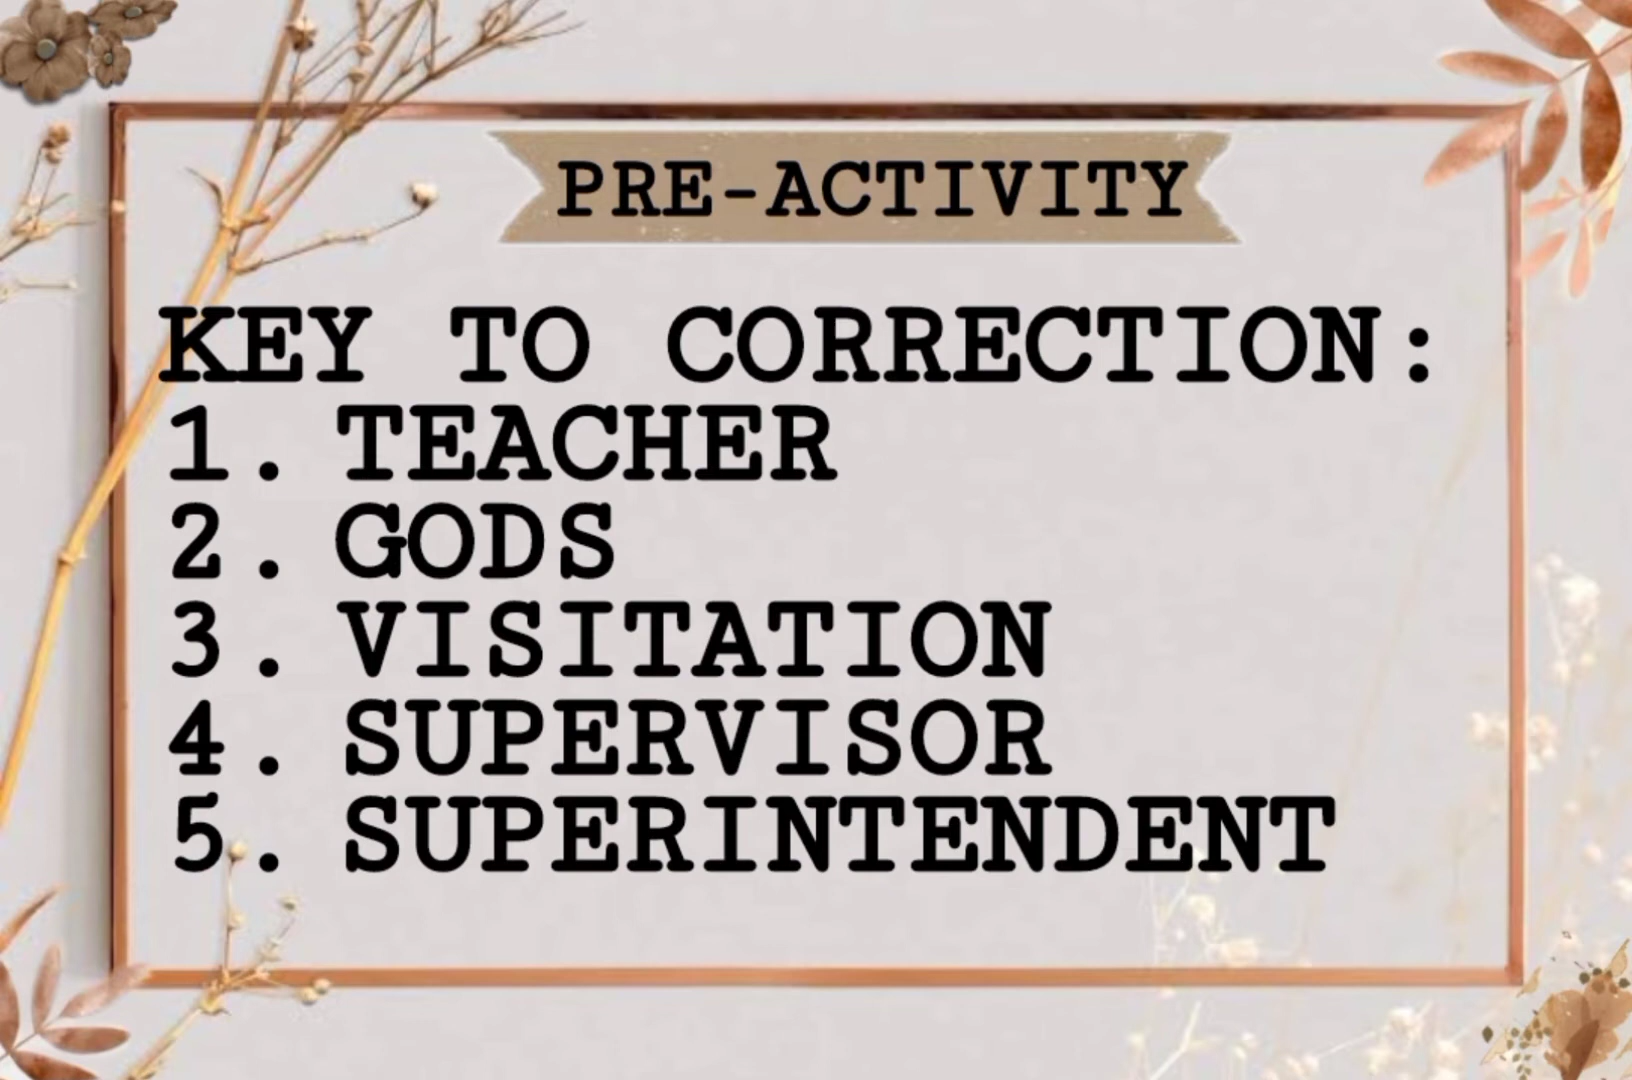 PRE-ACTIVITY
KEY TO CORRECTION:
1. TEACHER
2. GODS
3. VISITATION
4. SUPERVISOR
5. SUPERINTENDENT